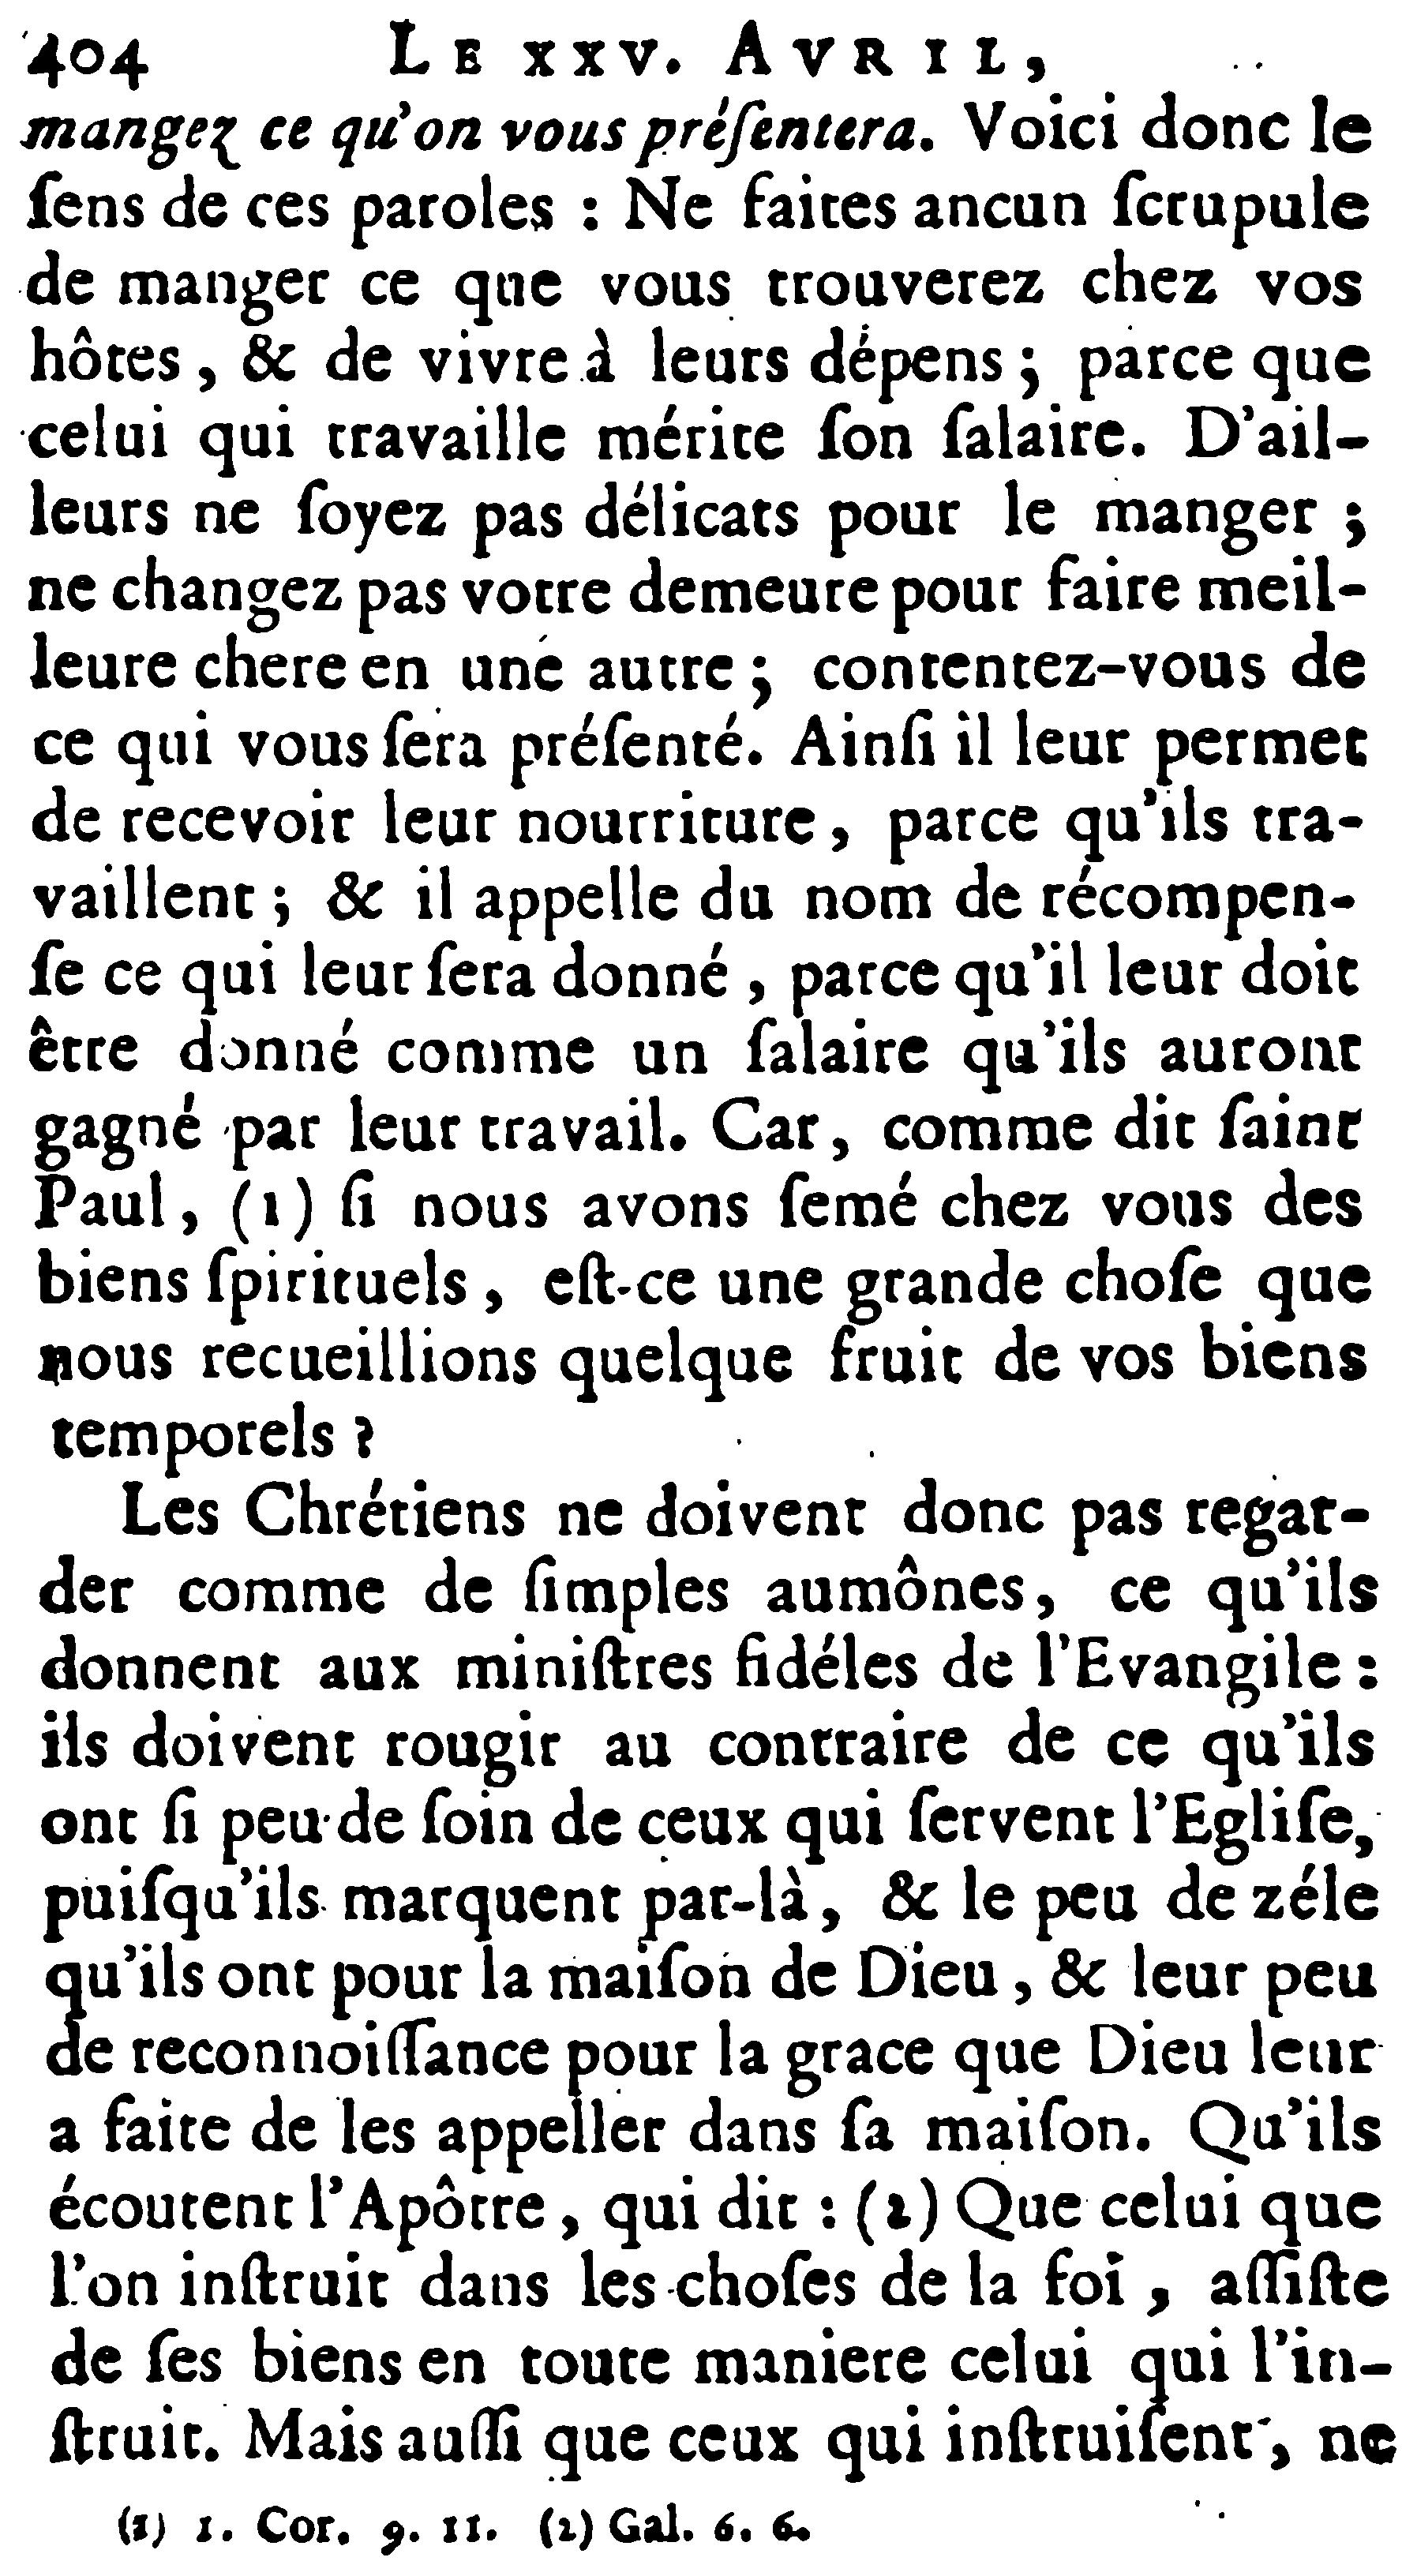 404 LE XXV. AVRIL,
mangez ce qu'on vous préſentera. Voici donc le
ſens de ces paroles : Ne faites ancun ſcrupule
de manger ce que vous trouverez chez vos
hôtes, & de vivre à leurs dépens ; parce que
celui qui travaille mérite ſon ſalaire. D'ail-
leurs ne ſoyez pas délicats pour le manger ;
ne changez pas votre demeure pour faire meil-
leure chere en une autre ; contentez-vous de
ce qui vous ſera préſenté. Ainſi il leur permet
de recevoir leur nourriture, parce qu'ils tra-
vaillent ; & il appelle du nom de récompen-
ſe ce qui leur ſera donné, parce qu'il leur doit
être donné comme un ſalaire qu'ils auront
gagné par leur travail. Car, comme dit ſaint
Paul, (1) ſi nous avons ſemé chez vous des
biens ſpirituels, eſt-ce une grande choſe que
nous recueillions quelque fruit de vos biens
temporels ?
Les Chrétiens ne doivent donc pas regar-
der comme de ſimples aumônes, ce qu'ils
donnent aux miniſtres fidéles de l'Evangile :
ils doivent rougir au contraire de ce qu'ils
ont ſi peu de ſoin de ceux qui ſervent l'Egliſe,
puiſqu'ils marquent par-là, & le peu de zéle
qu'ils ont pour la maiſon de Dieu, & leur peu
de reconnoiſſance pour la grace que Dieu leur
a faite de les appeller dans ſa maiſon. Qu'ils
écoutent l'Apôtre, qui dit : (2) Que celui que
l'on inſtruit dans les choſes de la foi, aſſiſte
de ſes biens en toute maniere celui qui l'in-
ſtruit. Mais auſſi que ceux qui inſtruiſent, ne
(1) 1. Cor. 9. 11. (2) Gal. 6. 6.